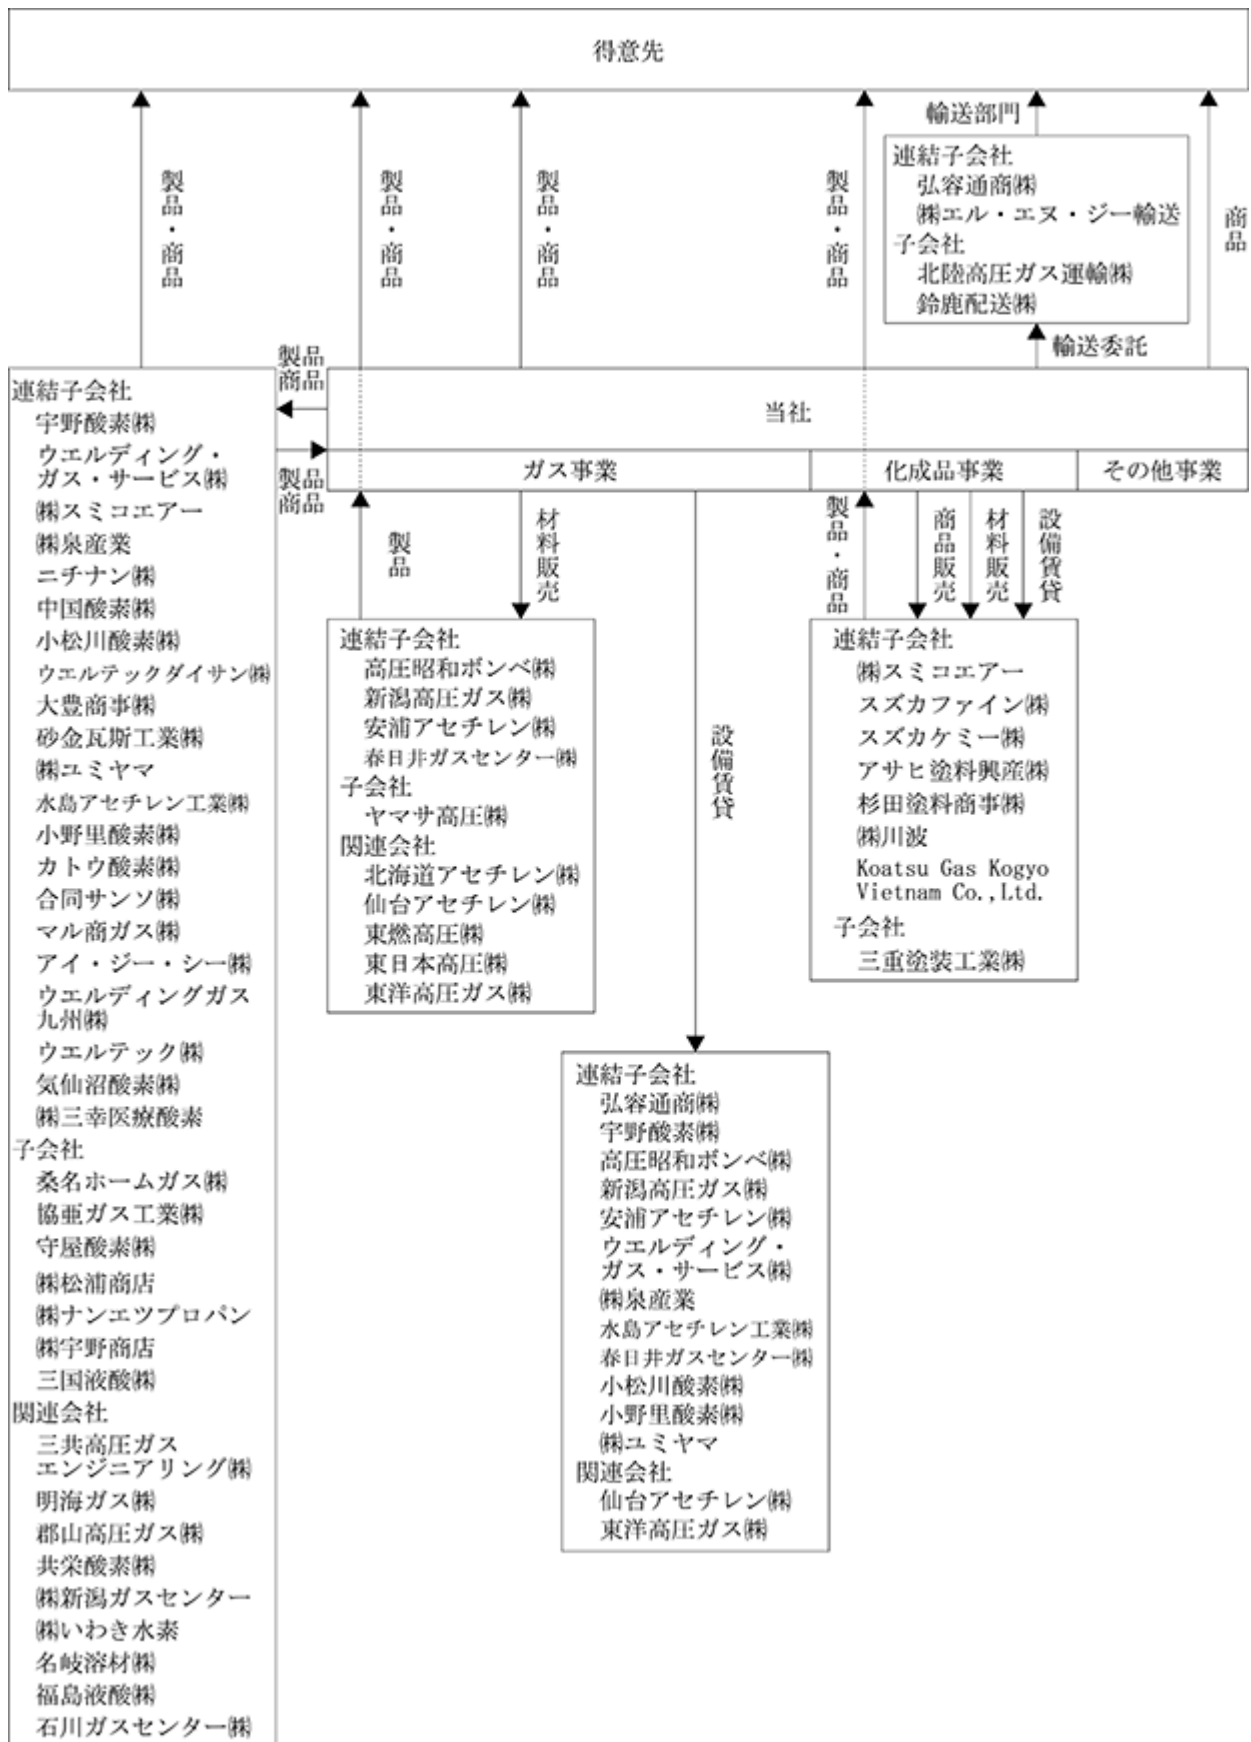 得意先
製品・商品
製品・商品
製品・商品
製品・商品
輸送部門
連結子会社
弘容通商㈱
㈱エル・エヌ・ジー輸送
子会社
北陸高圧ガス運輸㈱
鈴鹿配送㈱
商品
輸送委託
製品
商品
製品
商品
当社
ガス事業
化成品事業
その他事業
連結子会社
宇野酸素㈱
ウエルディング・
ガス・サービス㈱
㈱スミコエアー
㈱泉産業
ニチナン㈱
中国酸素㈱
小松川酸素㈱
ウエルテックダイサン㈱
大豊商事㈱
砂金瓦斯工業㈱
㈱ユミヤマ
水島アセチレン工業㈱
小野里酸素㈱
カトウ酸素㈱
合同サンソ㈱
マル商ガス㈱
アイ・ジー・シー㈱
ウエルディングガス
九州㈱
ウエルテック㈱
気仙沼酸素㈱
㈱三幸医療酸素
子会社
桑名ホームガス㈱
協亜ガス工業㈱
守屋酸素㈱
㈱松浦商店
㈱ナンエツプロパン
㈱宇野商店
三国液酸㈱
関連会社
三共高圧ガス
エンジニアリング㈱
明海ガス㈱
郡山高圧ガス㈱
共栄酸素㈱
㈱新潟ガスセンター
㈱いわき水素
名岐溶材㈱
福島液酸㈱
石川ガスセンター㈱
製品
材料販売
連結子会社
高圧昭和ボンベ㈱
新潟高圧ガス㈱
安浦アセチレン㈱
春日井ガスセンター㈱
子会社
ヤマサ高圧㈱
関連会社
北海道アセチレン㈱
仙台アセチレン㈱
東燃高圧㈱
東日本高圧㈱
東洋高圧ガス㈱
設備賃貸
連結子会社
弘容通商㈱
宇野酸素㈱
高圧昭和ボンベ㈱
新潟高圧ガス㈱
安浦アセチレン㈱
ウエルディング・
ガス・サービス㈱
㈱泉産業
水島アセチレン工業㈱
春日井ガスセンター㈱
小松川酸素㈱
小野里酸素㈱
㈱ユミヤマ
関連会社
仙台アセチレン㈱
東洋高圧ガス㈱
製品・商品
商品販売
材料販売
設備賃貸
連結子会社
㈱スミコエアー
スズカファイン㈱
スズカケミー㈱
アサヒ塗料興産㈱
杉田塗料商事㈱
㈱川波
Koatsu Gas Kogyo
Vietnam Co.,Ltd.
子会社
三重塗装工業㈱